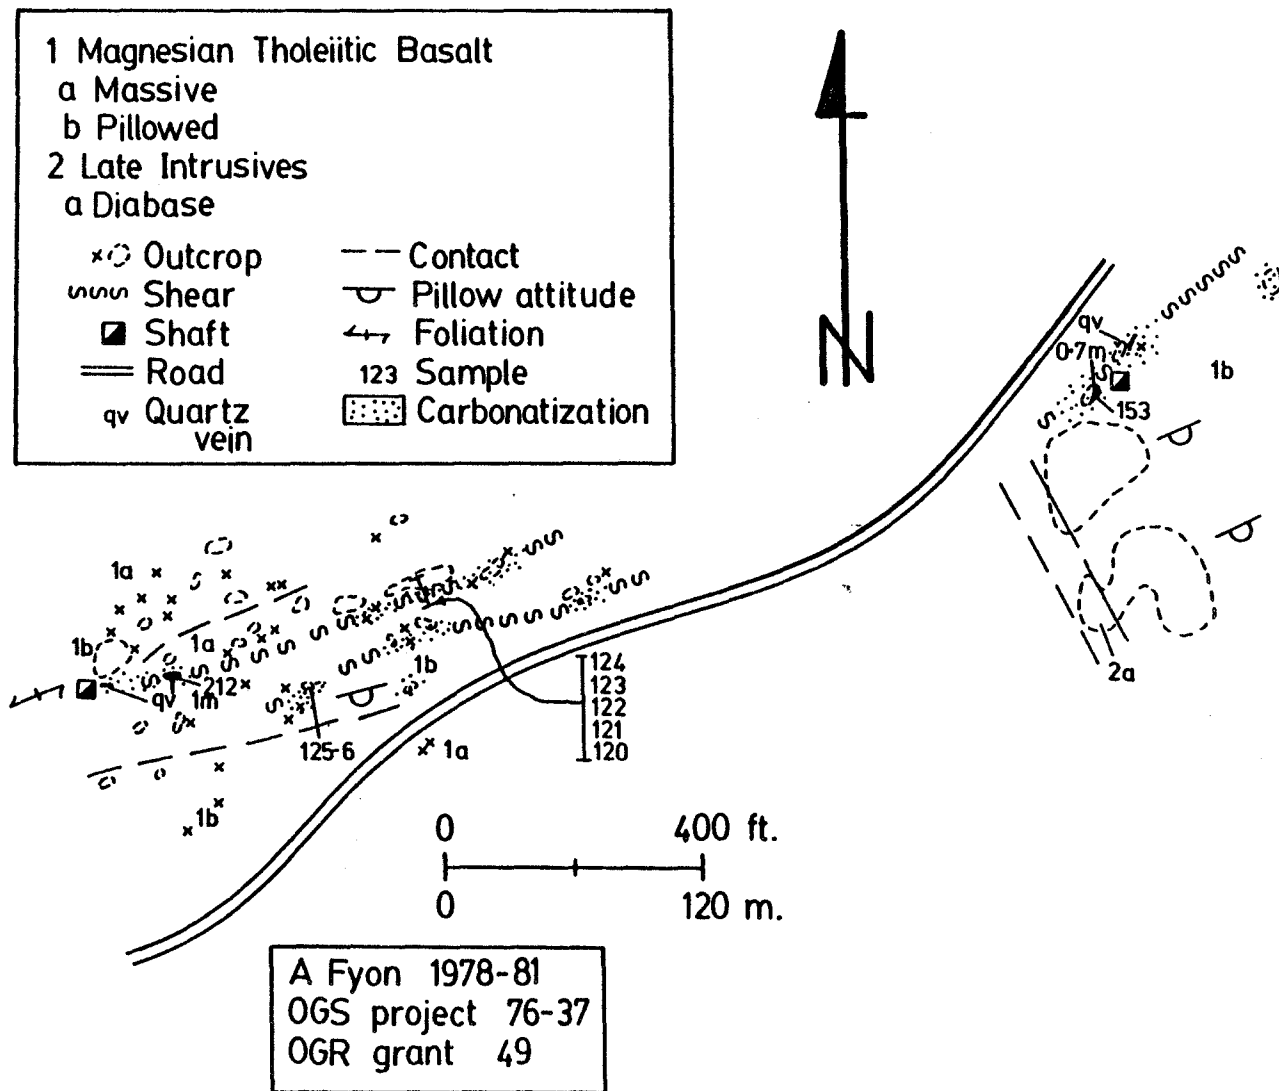 1 Magnesian Tholeiitic Basalt
a Massive
b Pillowed
2 Late Intrusives
a Diabase
Outcrop
Contact
Shear
Pillow attitude
Shaft
Foliation
Road
123 Sample
qv Quartz vein
Carbonatization
N
qv
0·7m
1b
153
2a
1a
1b
1a
qv
1m
212
1b
125-6
1a
1b
124
123
122
121
120
0 400 ft.
0 120 m.
A Fyon 1978-81
OGS project 76-37
OGR grant 49